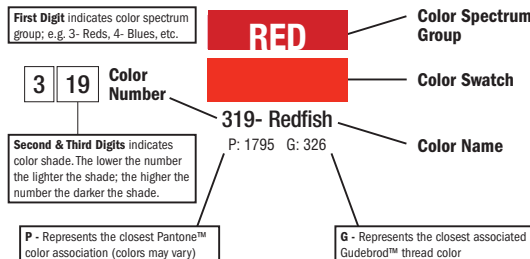 First Digit indicates color spectrum
group; e.g. 3- Reds, 4- Blues, etc.
RED
Color Spectrum
Group
3 19
Color
Number
Color Swatch
319- Redfish
P: 1795 G: 326
Color Name
Second & Third Digits indicates
color shade. The lower the number
the lighter the shade; the higher the
number the darker the shade.
P - Represents the closest Pantone™
color association (colors may vary)
G - Represents the closest associated
Gudebrod™ thread color